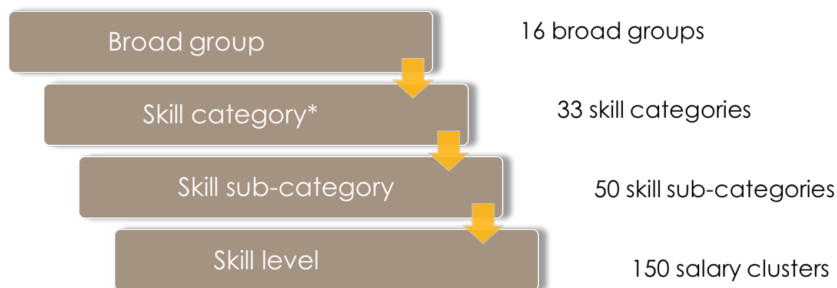 Broad group
16 broad groups
Skill category*
33 skill categories
Skill sub-category
50 skill sub-categories
Skill level
150 salary clusters